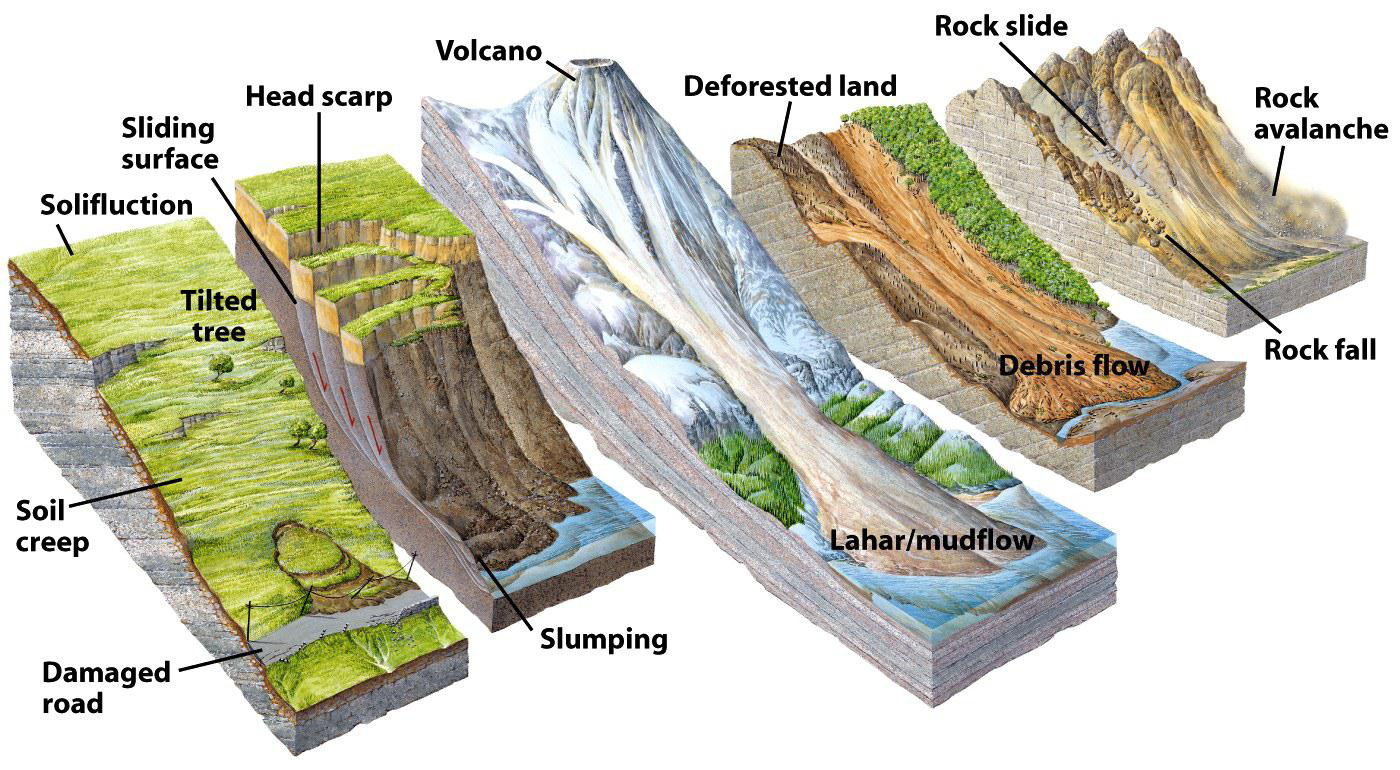 Rock slide
Volcano
Deforested land
Rock
avalanche
Head scarp
Sliding
surface
Solifluction
Tilted
tree
Rock fall
Debris flow
Soil
creep
Lahar/mudflow
Slumping
Damaged
road